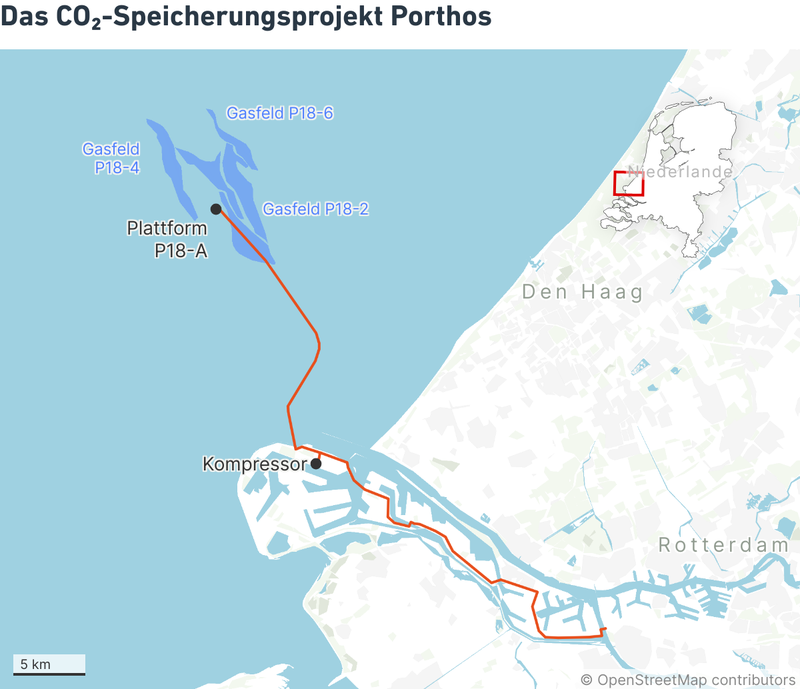 Das CO₂-Speicherungsprojekt Porthos
Gasfeld P18-6
Gasfeld
P18-4
Niederlande
Gasfeld P18-2
Plattform
P18-A
Den Haag
Kompressor
Rotterdam
5 km
© OpenStreetMap contributors